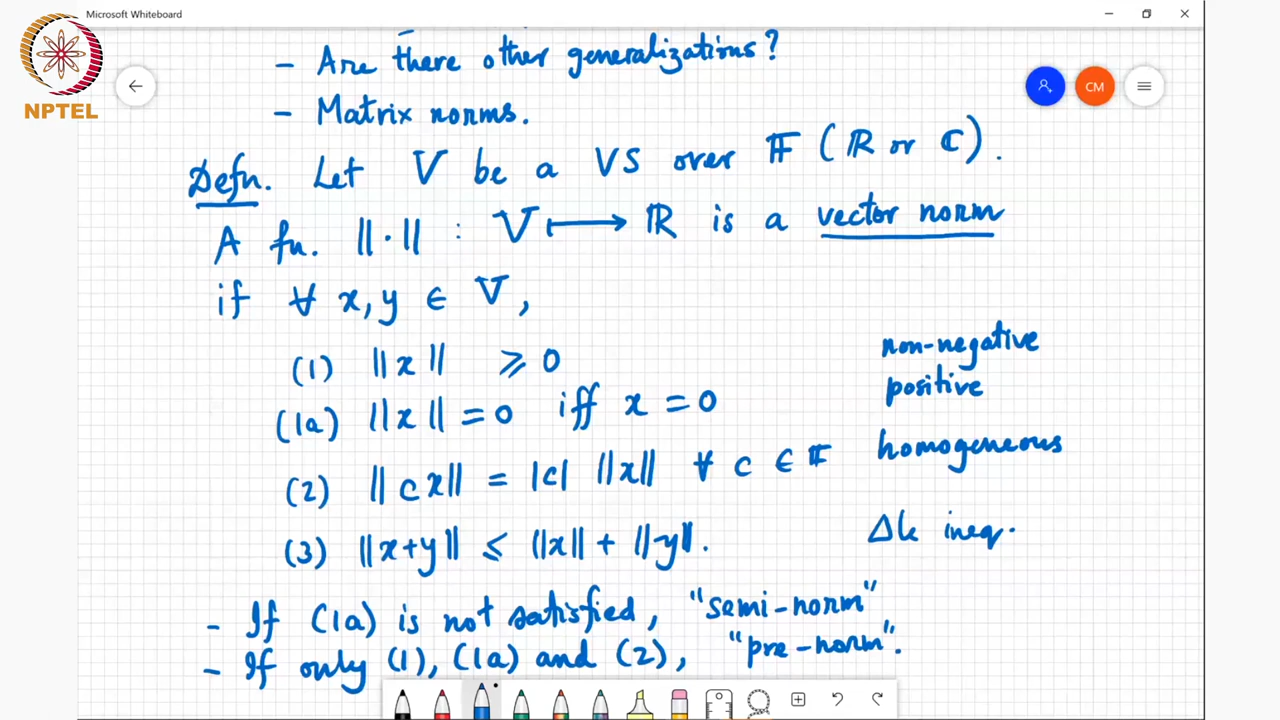 Microsoft Whiteboard
NPTEL
CM
- Are there other generalizations?
- Matrix norms.
Defn. Let V be a VS over 𝔽 (ℝ or ℂ).
A fn. ||·|| : V ⟼ ℝ is a vector norm
if ∀ x, y ∈ V,
(1) ||x|| ⩾ 0 non-negative
(1a) ||x|| = 0 iff x = 0 positive
(2) ||cx|| = |c| ||x|| ∀ c ∈ 𝔽 homogeneous
(3) ||x+y|| ⩽ ||x|| + ||y||. Δle ineq.
- If (1a) is not satisfied, "semi-norm"
- If only (1), (1a) and (2), "pre-norm".